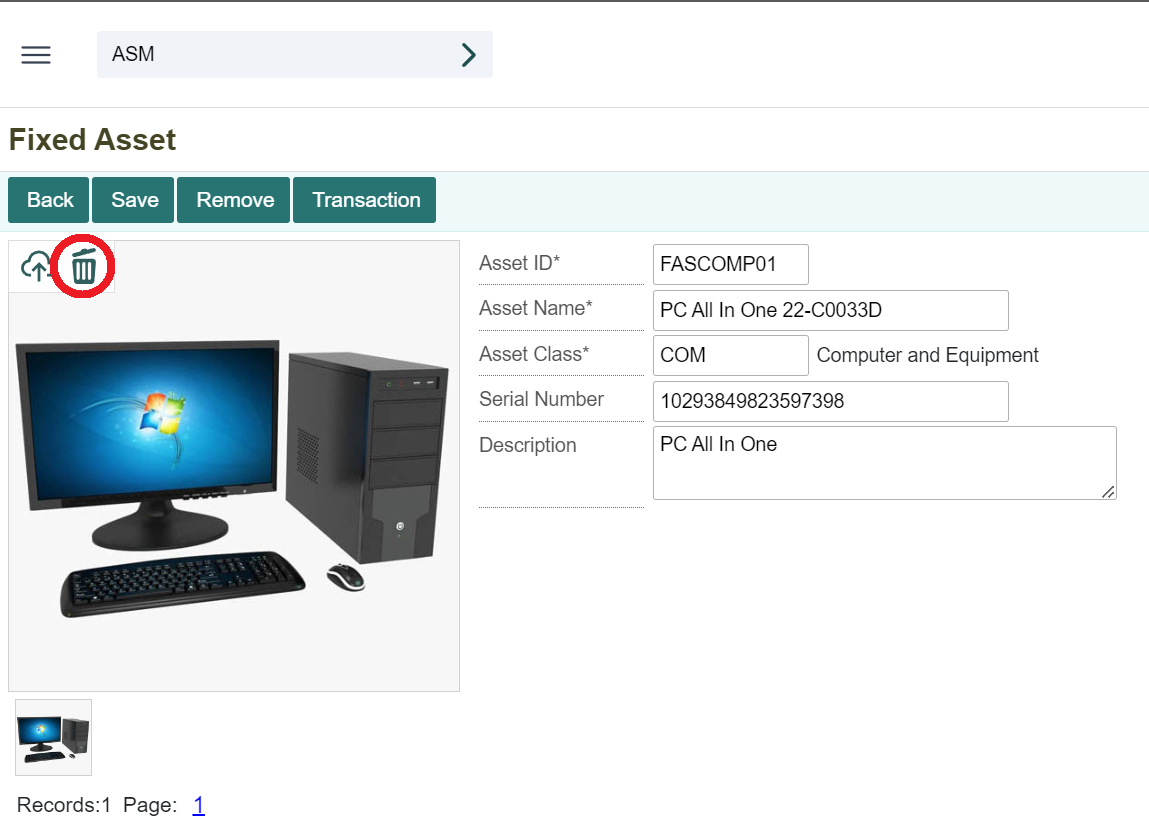 ASM
Fixed Asset
Back Save Remove Transaction
Asset ID* FASCOMP01
Asset Name* PC All In One 22-C0033D
Asset Class* COM Computer and Equipment
Serial Number 10293849823597398
Description PC All In One
Records:1 Page: 1